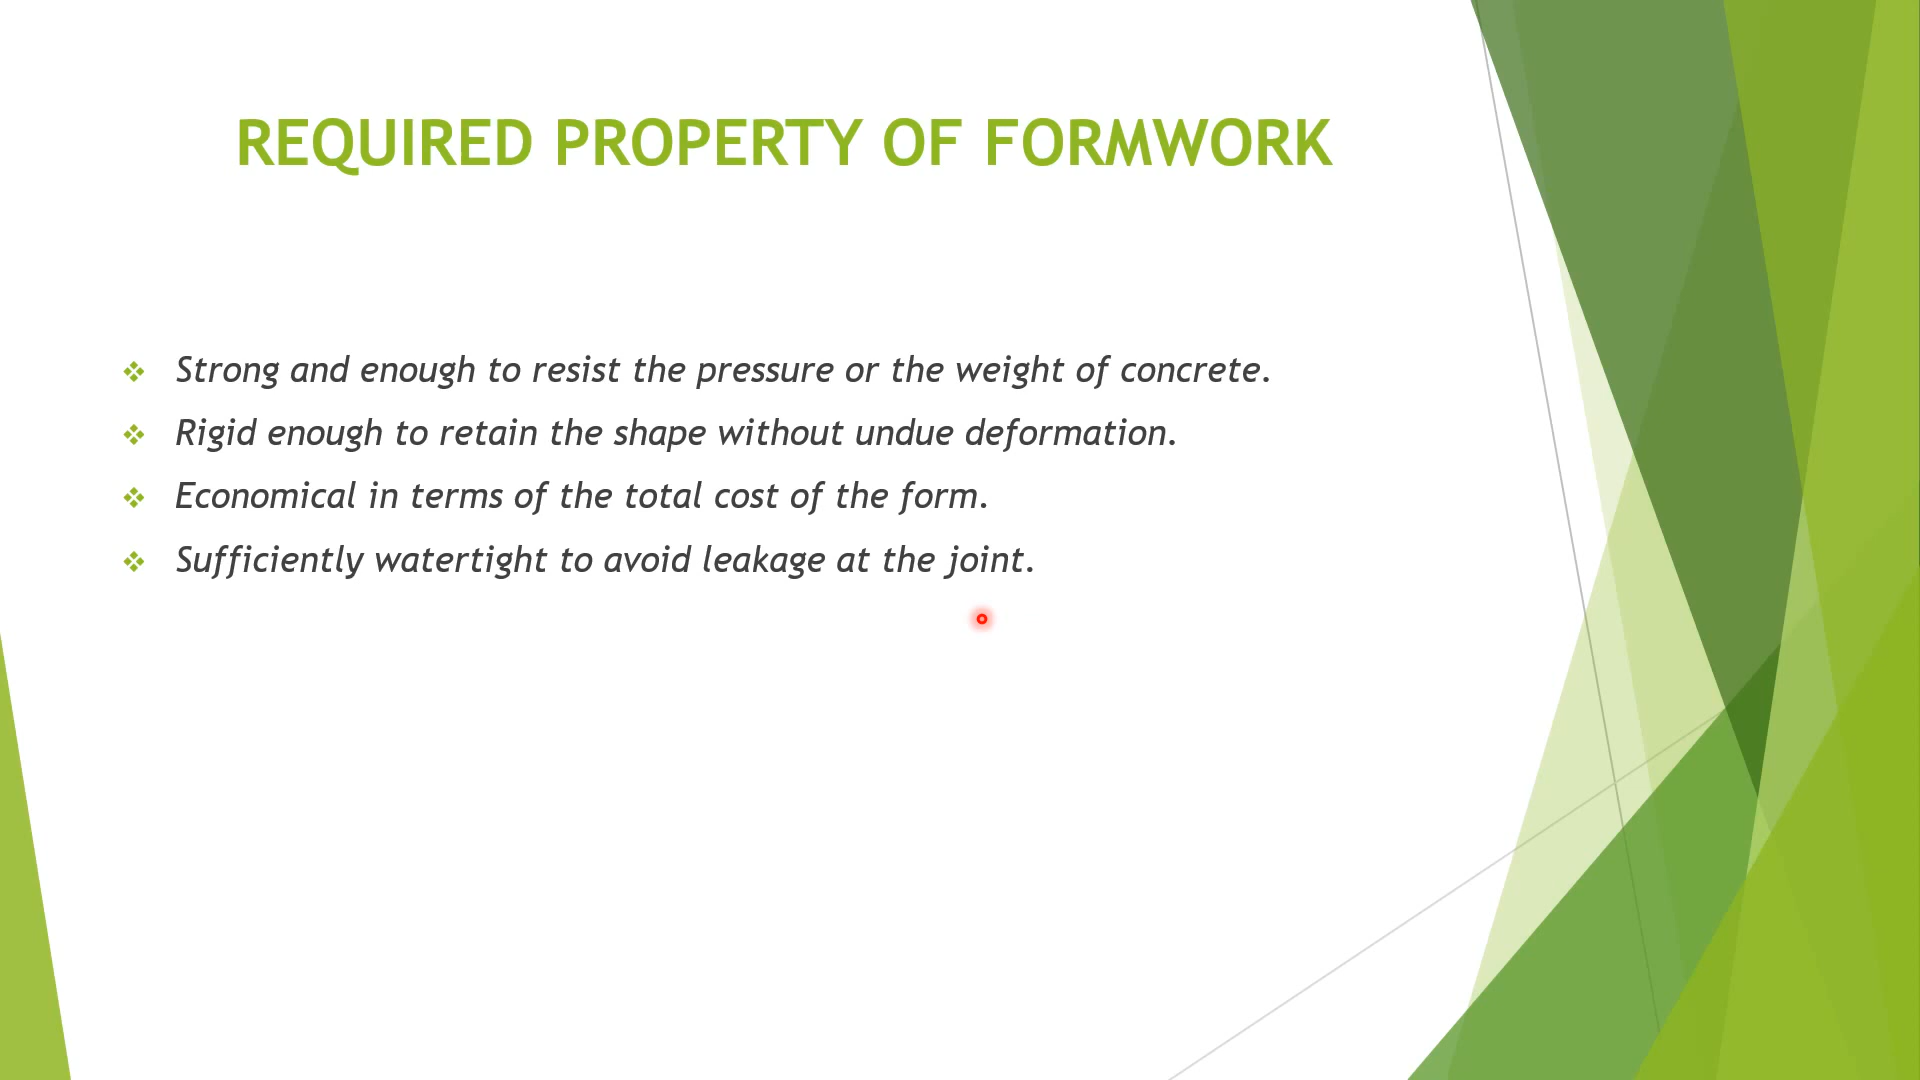 REQUIRED PROPERTY OF FORMWORK
Strong and enough to resist the pressure or the weight of concrete.
Rigid enough to retain the shape without undue deformation.
Economical in terms of the total cost of the form.
Sufficiently watertight to avoid leakage at the joint.